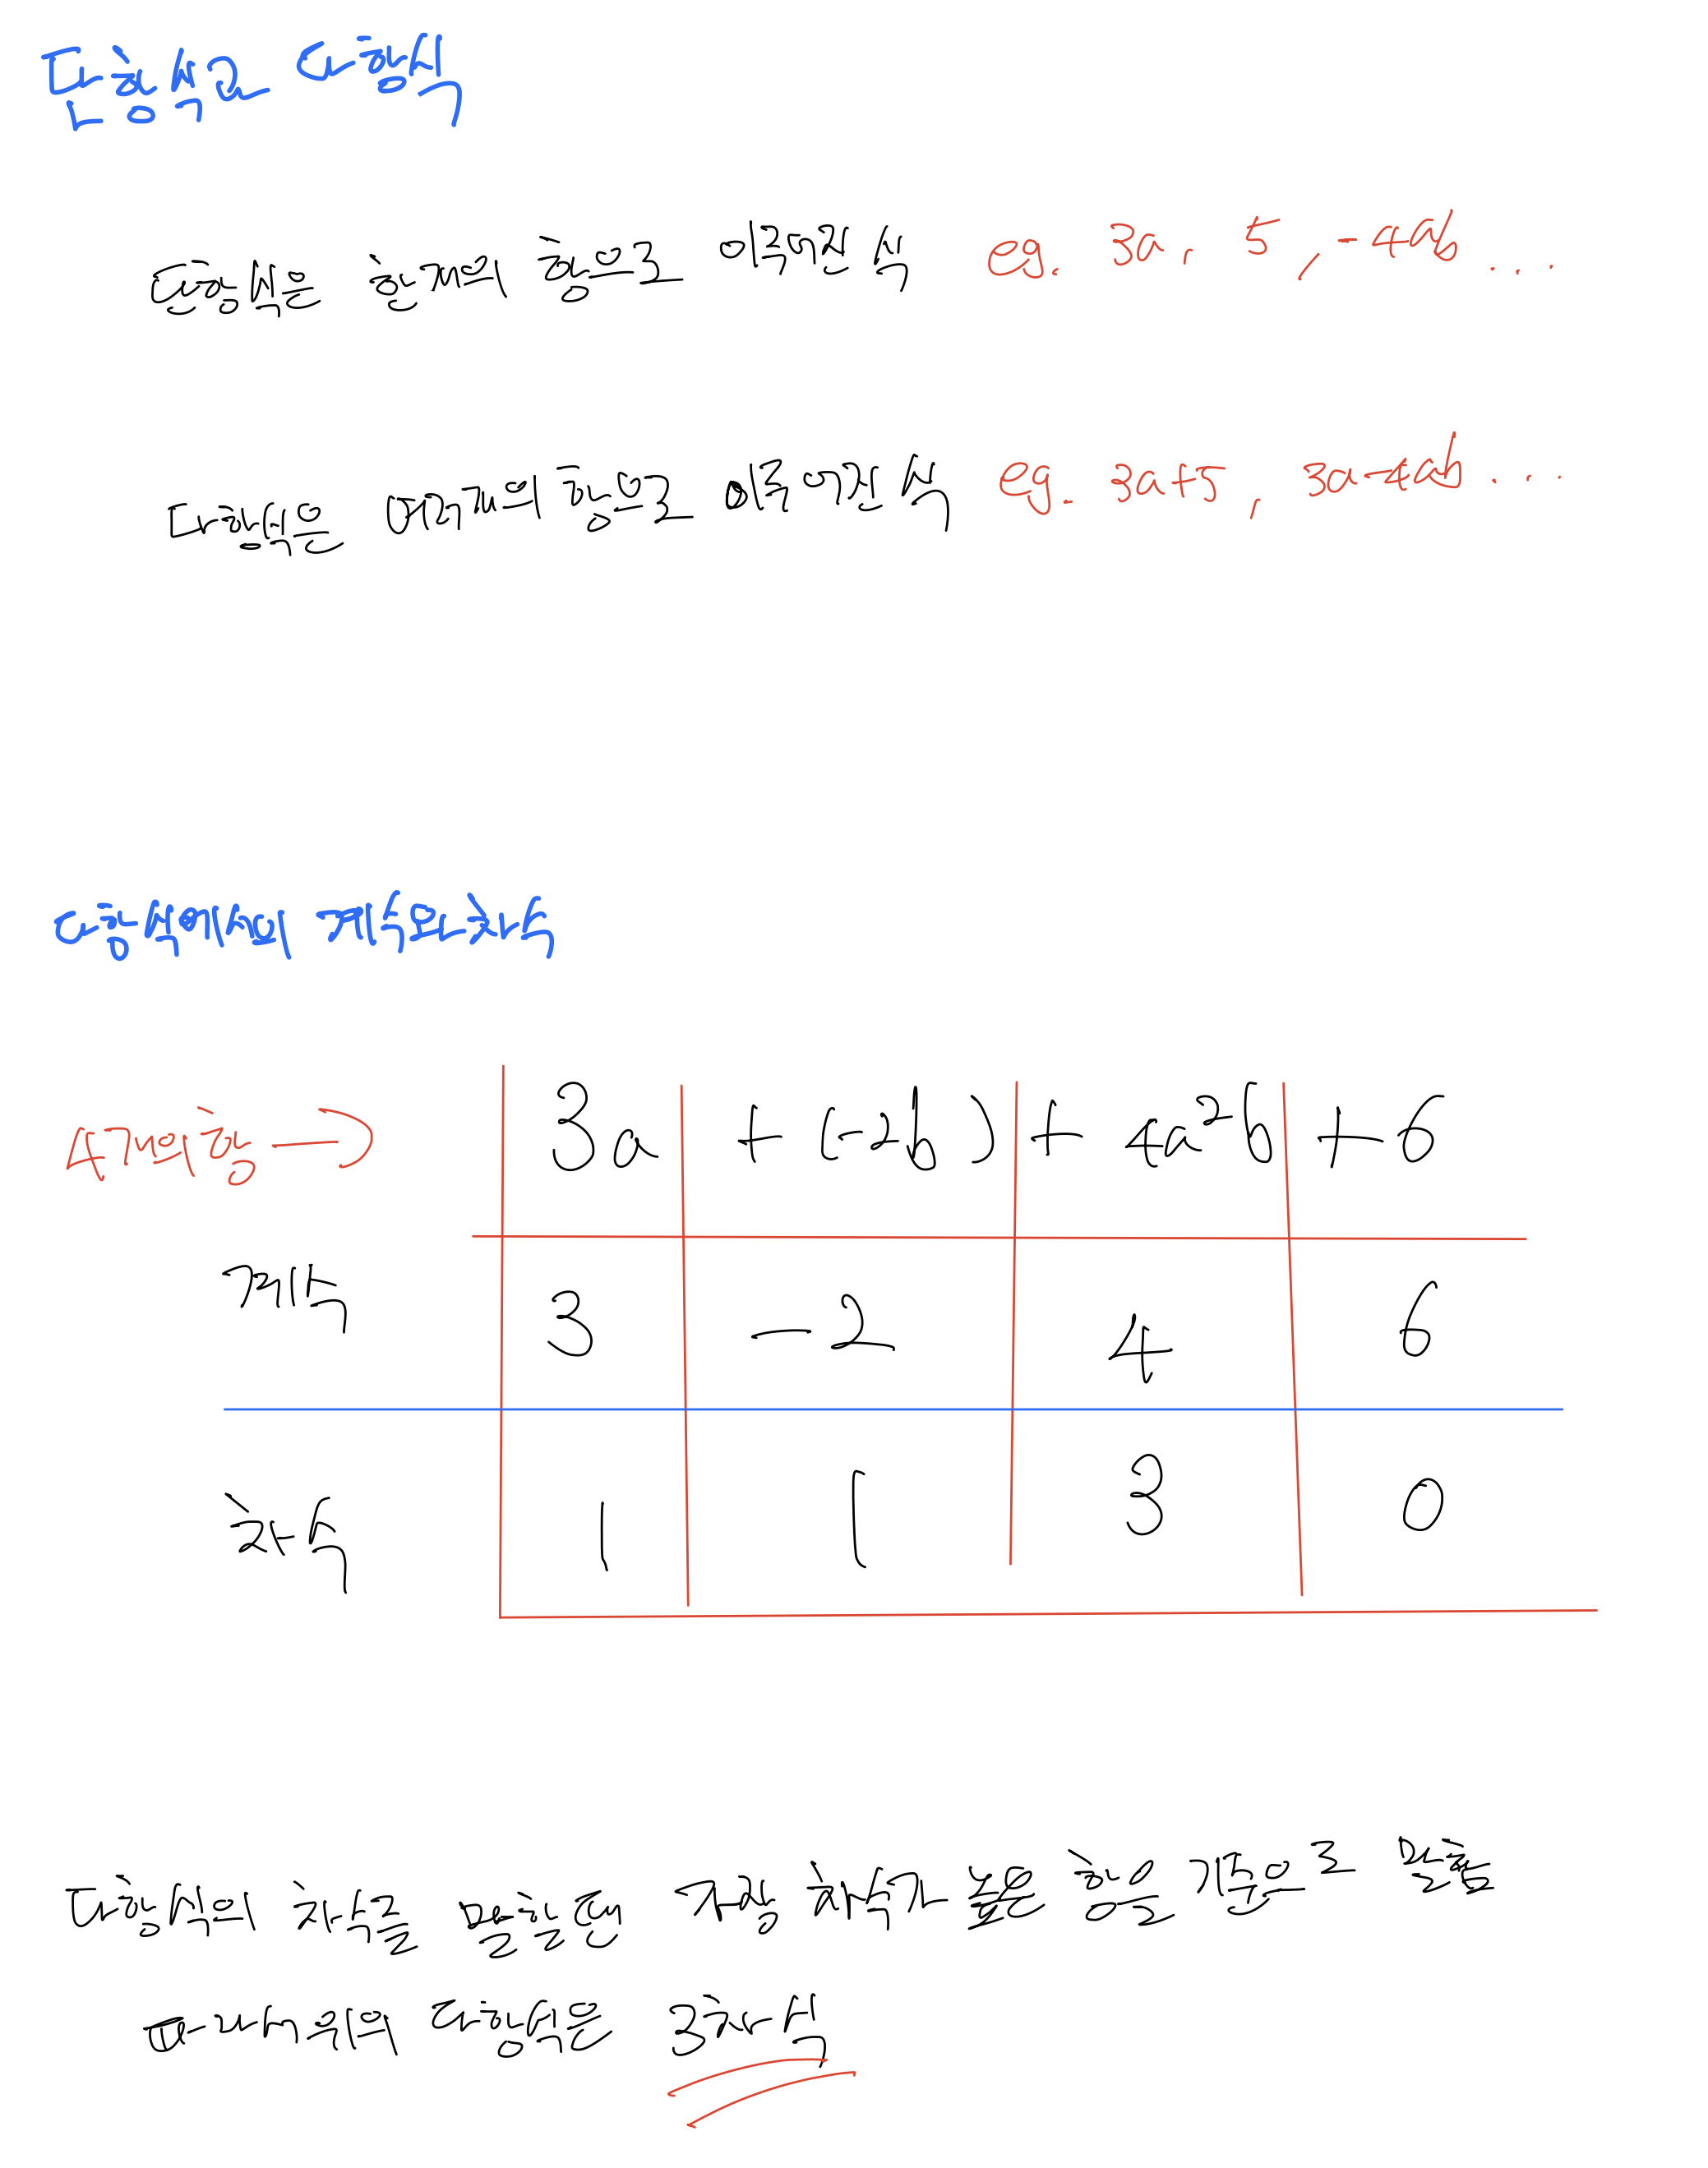 단항식과 다항식
단항식은 한개의 항으로 이루어진 식 eg. 3a, 5, -4ab ...
다항식은 여러개의 항으로 이루어진 식 eg. 3a+5, 3a-4ab ...
다항식에서의 계수와 차수
4개의 항 → 3a + (-2b) + 4a²b + 6
계수 3 -2 4 6
차수 1 1 3 0
다항식의 차수를 말할땐 가장 차수가 높은 항을 기준으로 말함
따라서 위의 다항식은 3차식